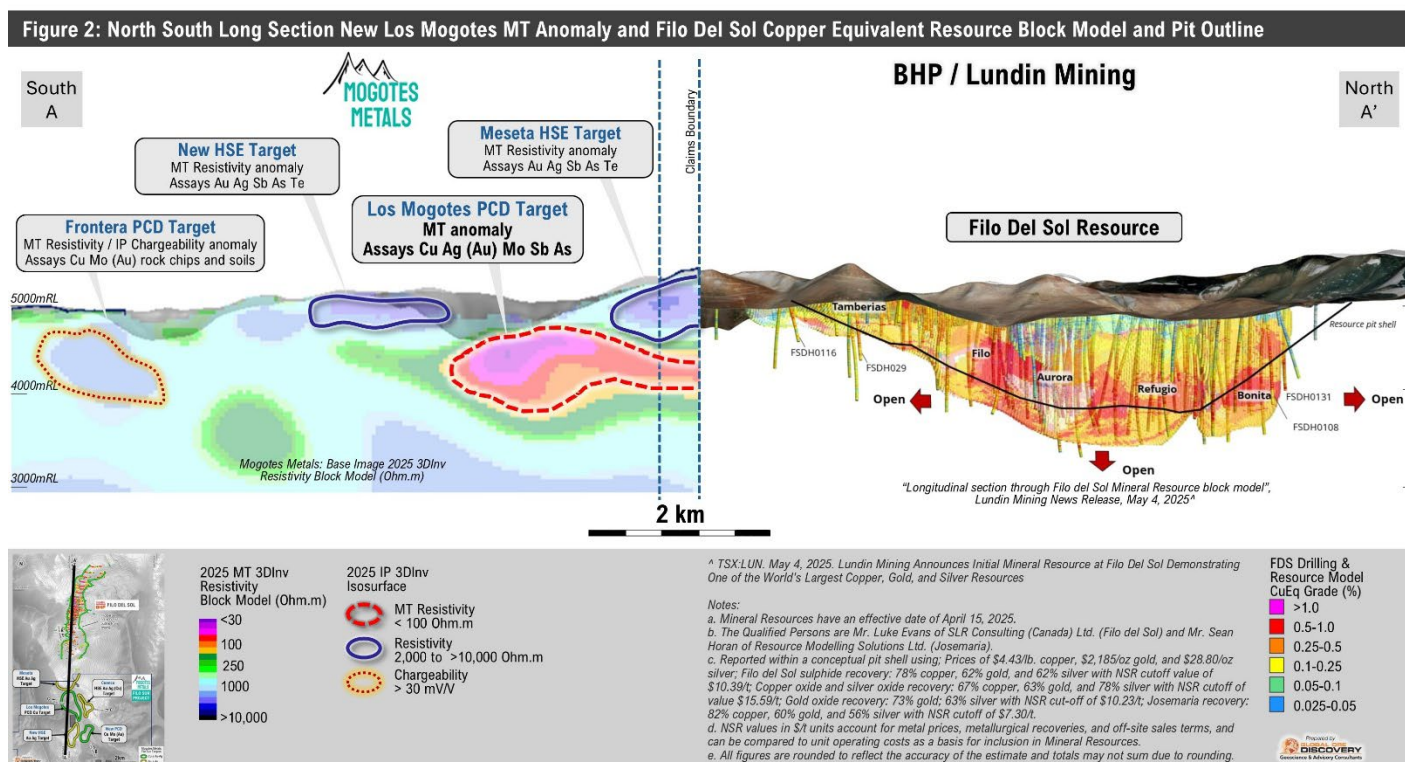 Figure 2: North South Long Section New Los Mogotes MT Anomaly and Filo Del Sol Copper Equivalent Resource Block Model and Pit Outline
South
A
MOGOTES
METALS
BHP / Lundin Mining
North
A'
New HSE Target
MT Resistivity anomaly
Assays Au Ag Sb As Te
Meseta HSE Target
MT Resistivity anomaly
Assays Au Ag Sb As Te
Claims Boundary
Frontera PCD Target
MT Resistivity / IP Chargeability anomaly
Assays Cu Mo (Au) rock chips and soils
Los Mogotes PCD Target
MT anomaly
Assays Cu Ag (Au) Mo Sb As
Filo Del Sol Resource
5000mRL
4000mRL
3000mRL
Mogotes Metals: Base Image 2025 3DInv
Resistivity Block Model (Ohm.m)
Tamberias
Filo
Aurora
Refugio
Bonita
Resource pit shell
FSDH0116
FSDH029
FSDH0131
FSDH0108
Open
Open
Open
"Longitudinal section through Filo del Sol Mineral Resource block model",
Lundin Mining News Release, May 4, 2025^
2 km
FILO DEL SOL
2025 MT 3DInv
Resistivity
Block Model (Ohm.m)
<30
100
250
1000
>10,000
2025 IP 3DInv
Isosurface
MT Resistivity
< 100 Ohm.m
Resistivity
2,000 to >10,000 Ohm.m
Chargeability
> 30 mV/V
^ TSX:LUN. May 4, 2025. Lundin Mining Announces Initial Mineral Resource at Filo Del Sol Demonstrating
One of the World's Largest Copper, Gold, and Silver Resources
Notes:
a. Mineral Resources have an effective date of April 15, 2025.
b. The Qualified Persons are Mr. Luke Evans of SLR Consulting (Canada) Ltd. (Filo del Sol) and Mr. Sean
Horan of Resource Modelling Solutions Ltd. (Josemaria).
c. Reported within a conceptual pit shell using; Prices of $4.43/lb. copper, $2,185/oz gold, and $28.80/oz
silver; Filo del Sol sulphide recovery: 78% copper, 62% gold, and 62% silver with NSR cutoff value of
$10.39/t; Copper oxide and silver oxide recovery: 67% copper, 63% gold, and 78% silver with NSR cutoff of
value $15.59/t; Gold oxide recovery: 73% gold; 63% silver with NSR cut-off of $10.23/t; Josemaria recovery:
82% copper, 60% gold, and 56% silver with NSR cutoff of $7.30/t.
d. NSR values in $/t units account for metal prices, metallurgical recoveries, and off-site sales terms, and
can be compared to unit operating costs as a basis for inclusion in Mineral Resources.
e. All figures are rounded to reflect the accuracy of the estimate and totals may not sum due to rounding.
FDS Drilling &
Resource Model
CuEq Grade (%)
>1.0
0.5-1.0
0.25-0.5
0.1-0.25
0.05-0.1
0.025-0.05
Prepared by
GLOBAL ORE
DISCOVERY
Geoscience & Advisory Consultants